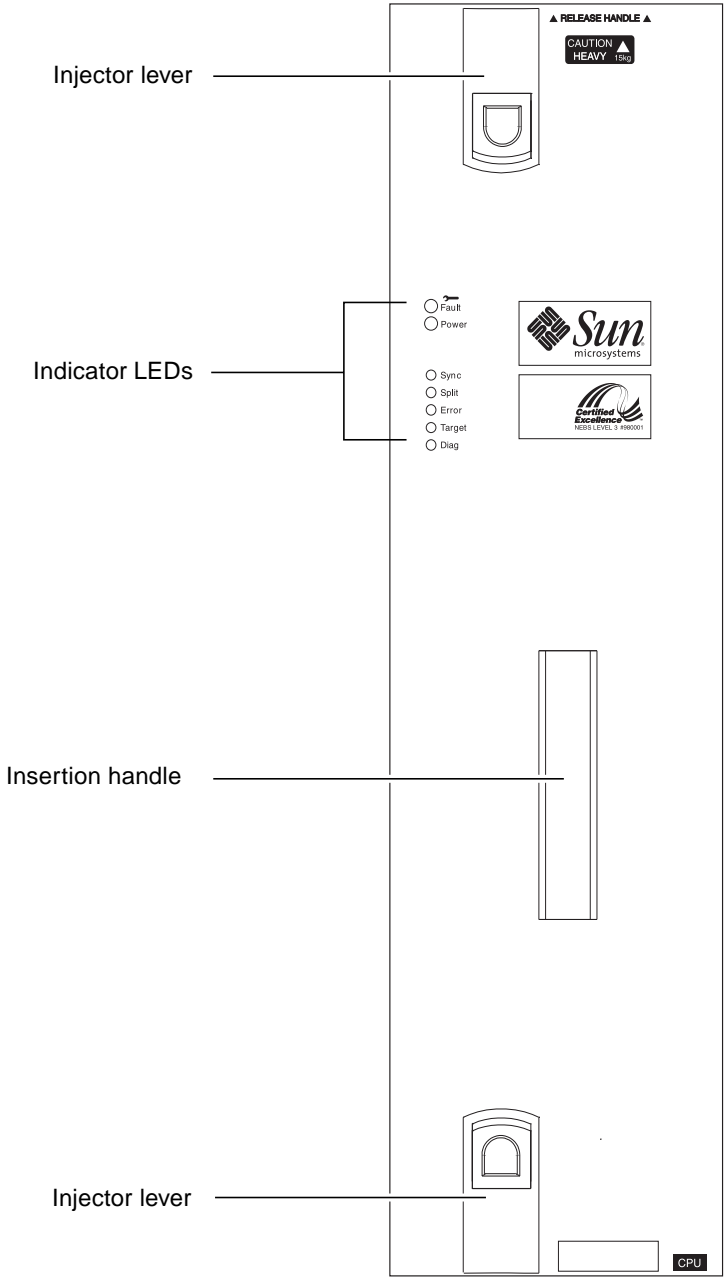 ▲ RELEASE HANDLE ▲
CAUTION
HEAVY 15kg
Injector lever
Fault
Power
Sun
microsystems
Indicator LEDs
Sync
Split
Error
Target
Diag
Certified
Excellence
NEBS LEVEL 3 #980001
Insertion handle
Injector lever
CPU